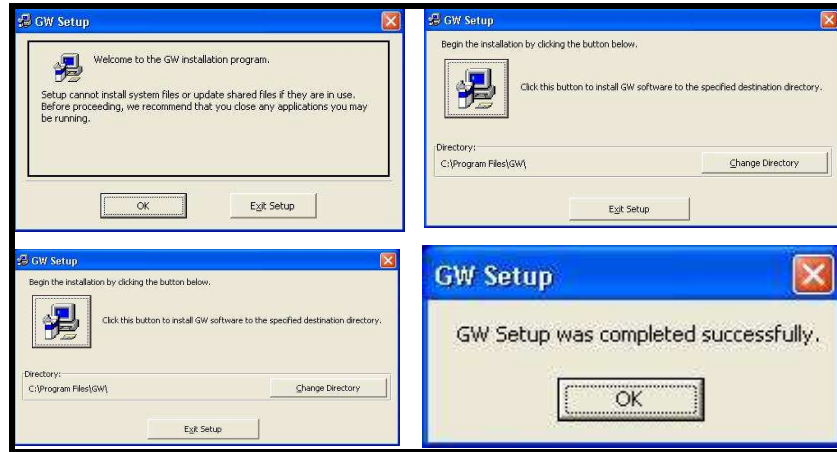 GW Setup
Welcome to the GW installation program.
Setup cannot install system files or update shared files if they are in use.
Before proceeding, we recommend that you close any applications you may
be running.
OK
Exit Setup
GW Setup
Begin the installation by clicking the button below.
Click this button to install GW software to the specified destination directory.
Directory:
C:\Program Files\GW\
Change Directory
Exit Setup
GW Setup
Begin the installation by clicking the button below.
Click this button to install GW software to the specified destination directory.
Directory:
C:\Program Files\GW\
Change Directory
Exit Setup
GW Setup
GW Setup was completed successfully.
OK